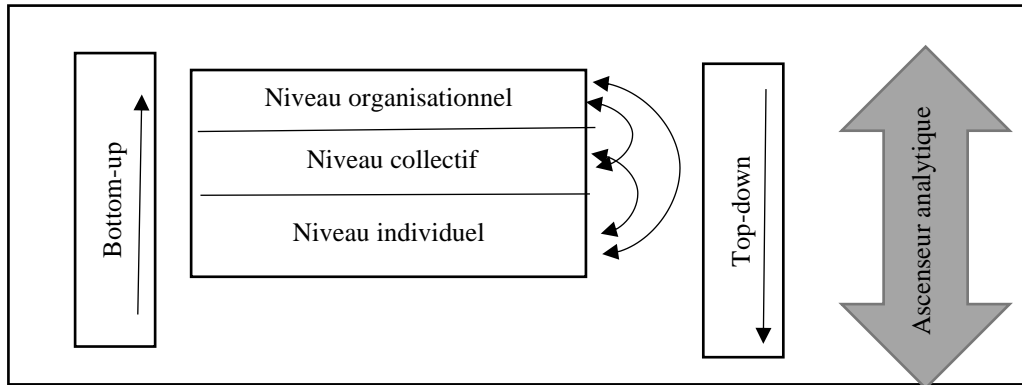 Bottom-up
Niveau organisationnel
Niveau collectif
Niveau individuel
Top-down
Ascenseur analytique